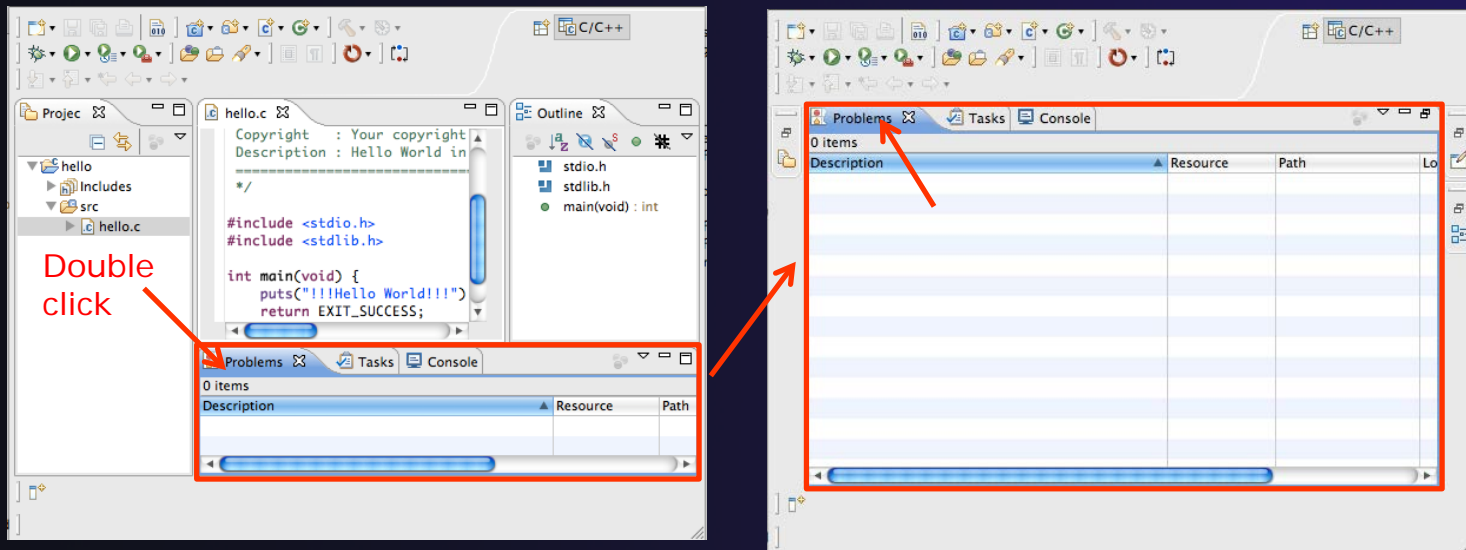 C/C++
Projec
hello
Includes
src
hello.c
hello.c
Copyright : Your copyright
Description : Hello World in
==============================
*/
#include <stdio.h>
#include <stdlib.h>
int main(void) {
puts("!!!Hello World!!!")
return EXIT_SUCCESS;
Outline
stdio.h
stdlib.h
main(void) : int
Double
click
Problems Tasks Console
0 items
Description Resource Path
C/C++
Problems Tasks Console
0 items
Description Resource Path Lo